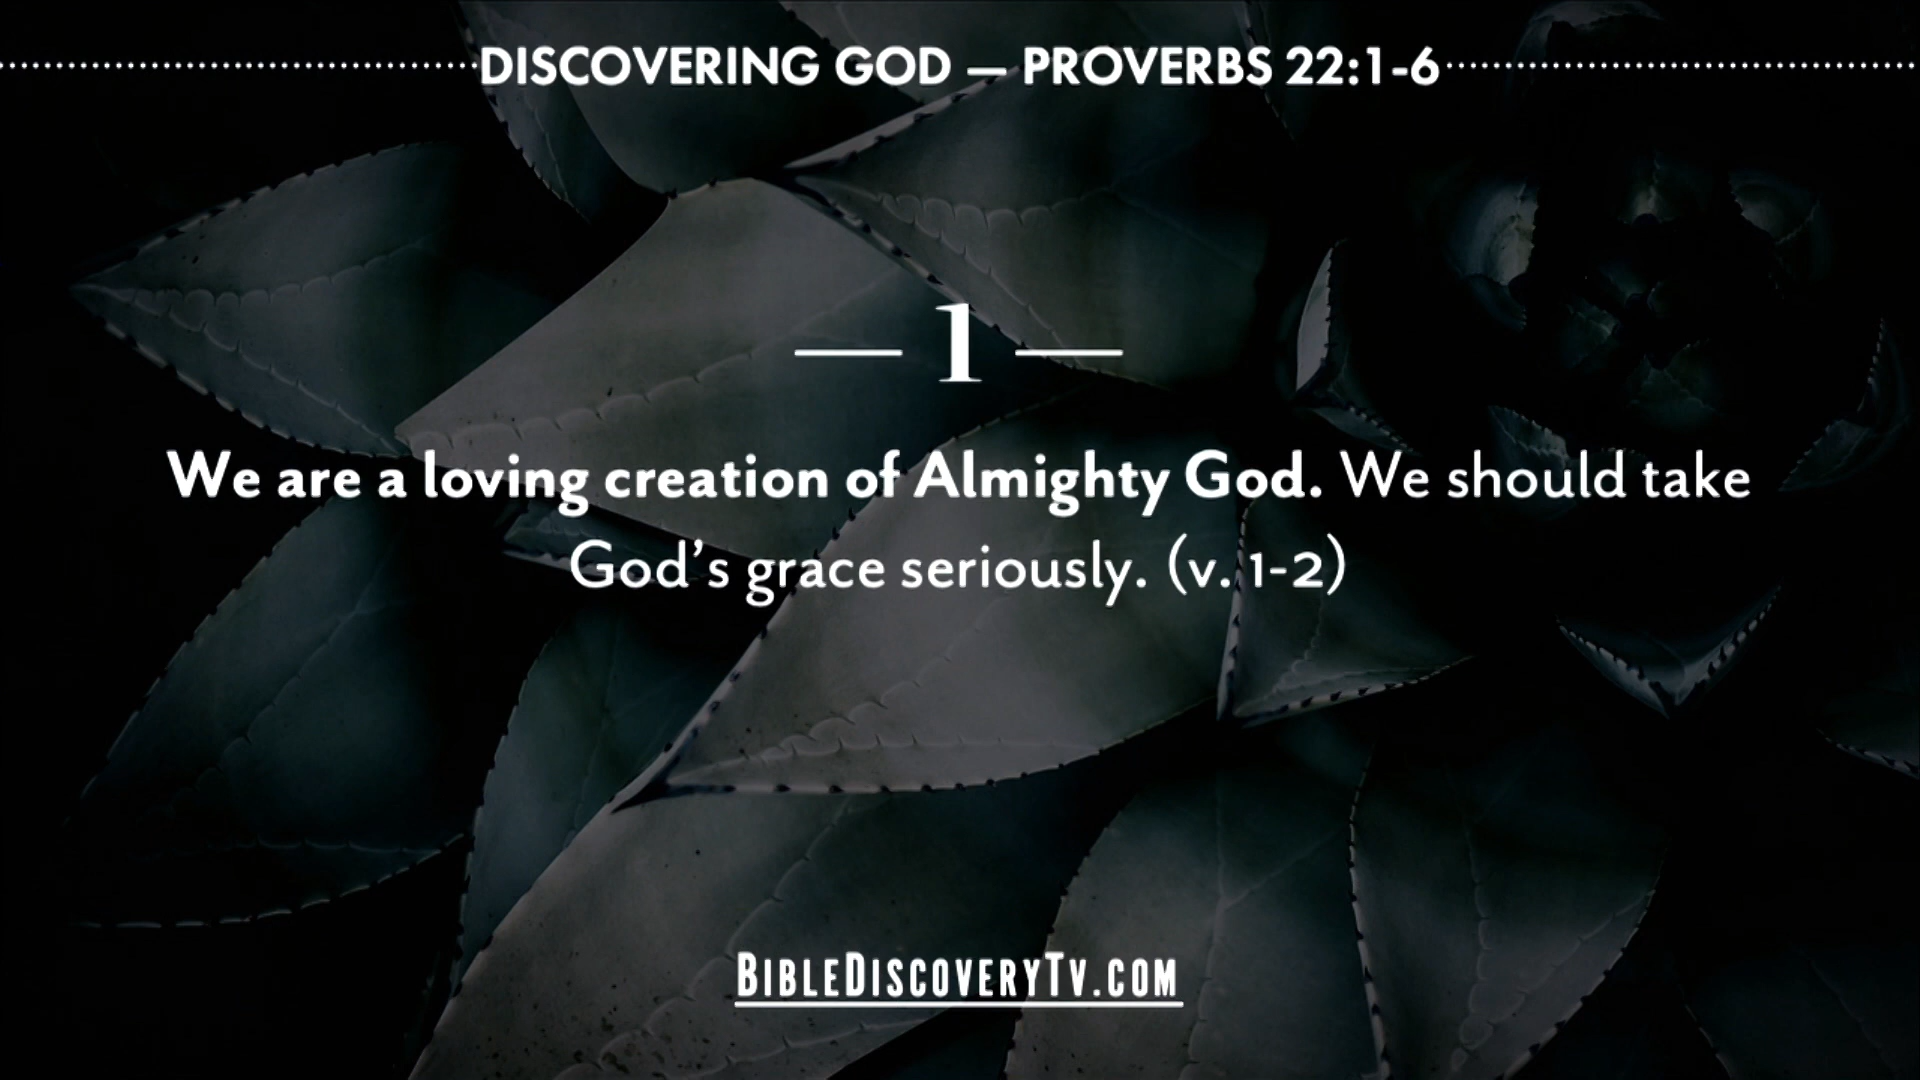 DISCOVERING GOD — PROVERBS 22:1-6
1
We are a loving creation of Almighty God. We should take
God’s grace seriously. (v. 1-2)
BIBLEDISCOVERYTV.COM